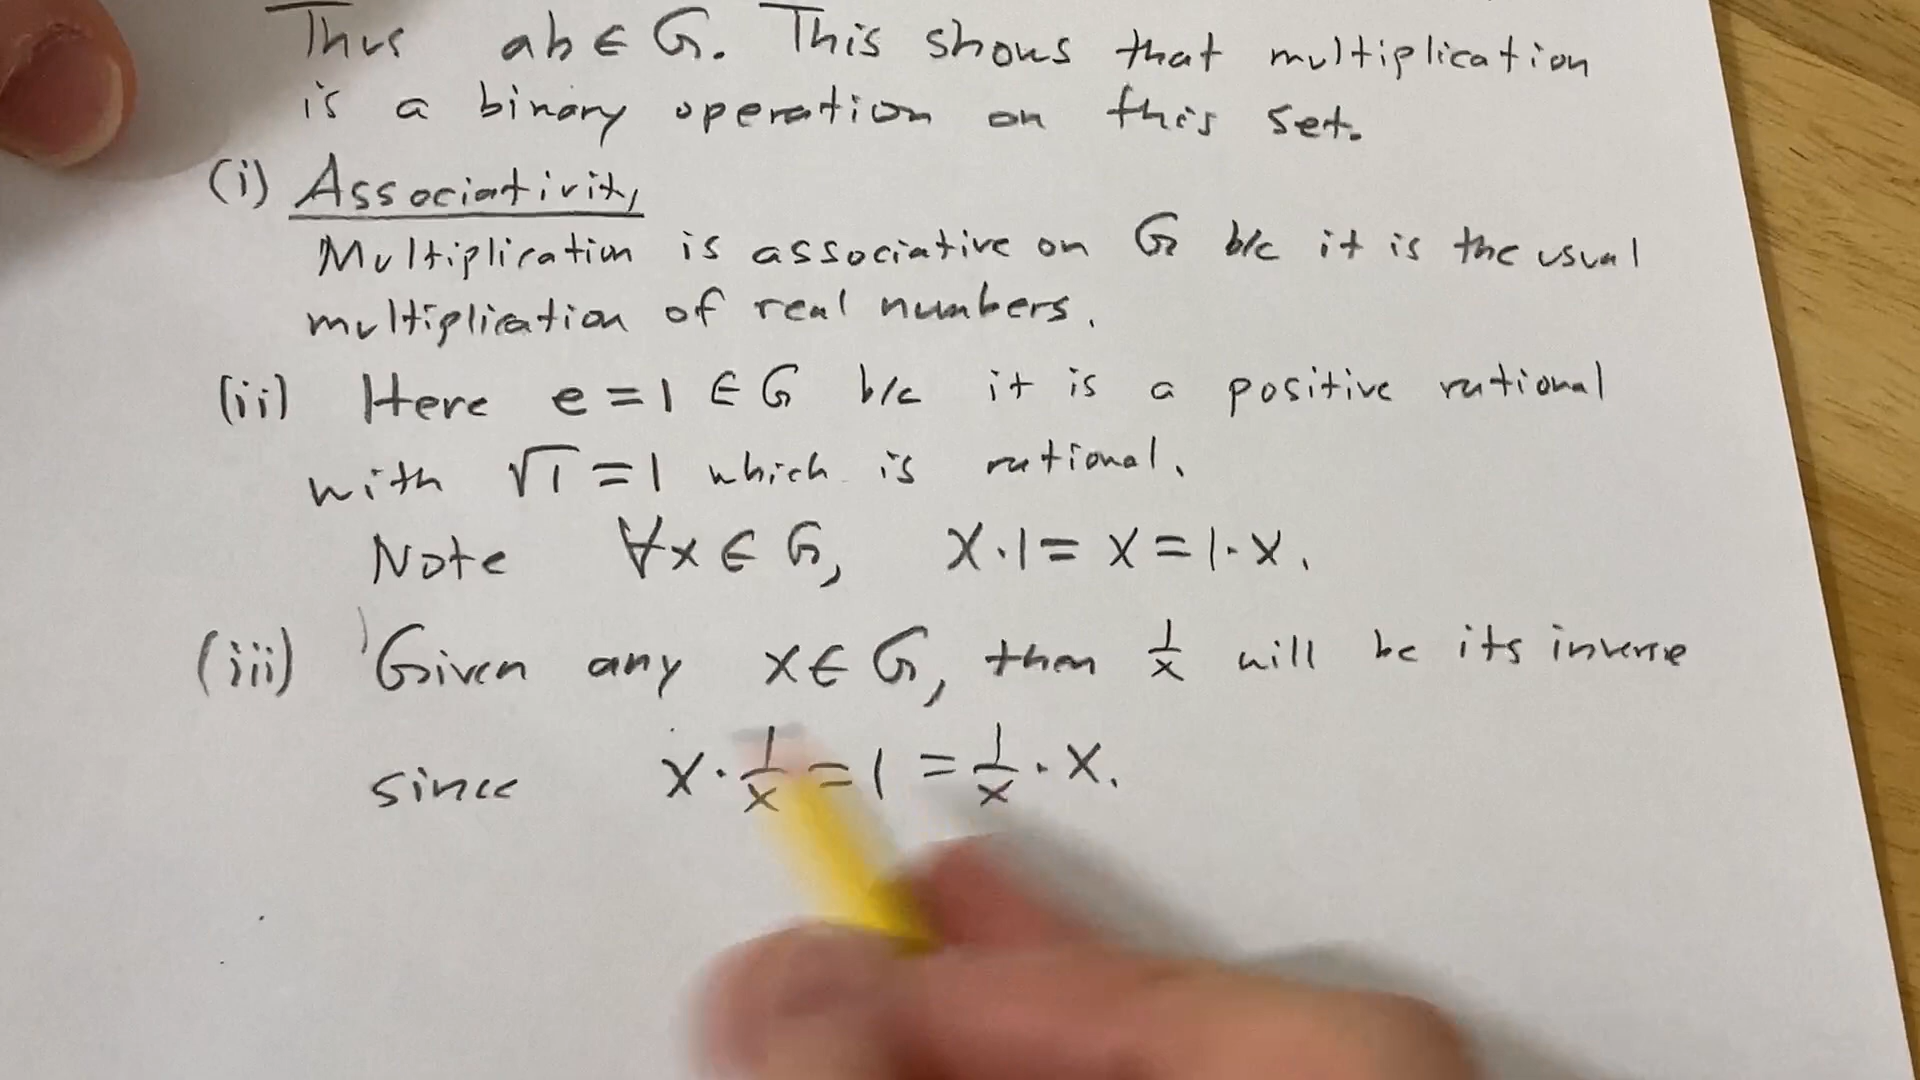 Thus ab ∈ G. This shows that multiplication
is a binary operation on this set.
(i) Associativity
Multiplication is associative on G b/c it is the usual
multiplication of real numbers.
(ii) Here e = 1 ∈ G b/c it is a positive rational
with √1 = 1 which is rational.
Note ∀x ∈ G, x·1 = x = 1·x.
(iii) Given any x ∈ G, then 1/x will be its inverse
since x·1/x = 1 = 1/x·x.